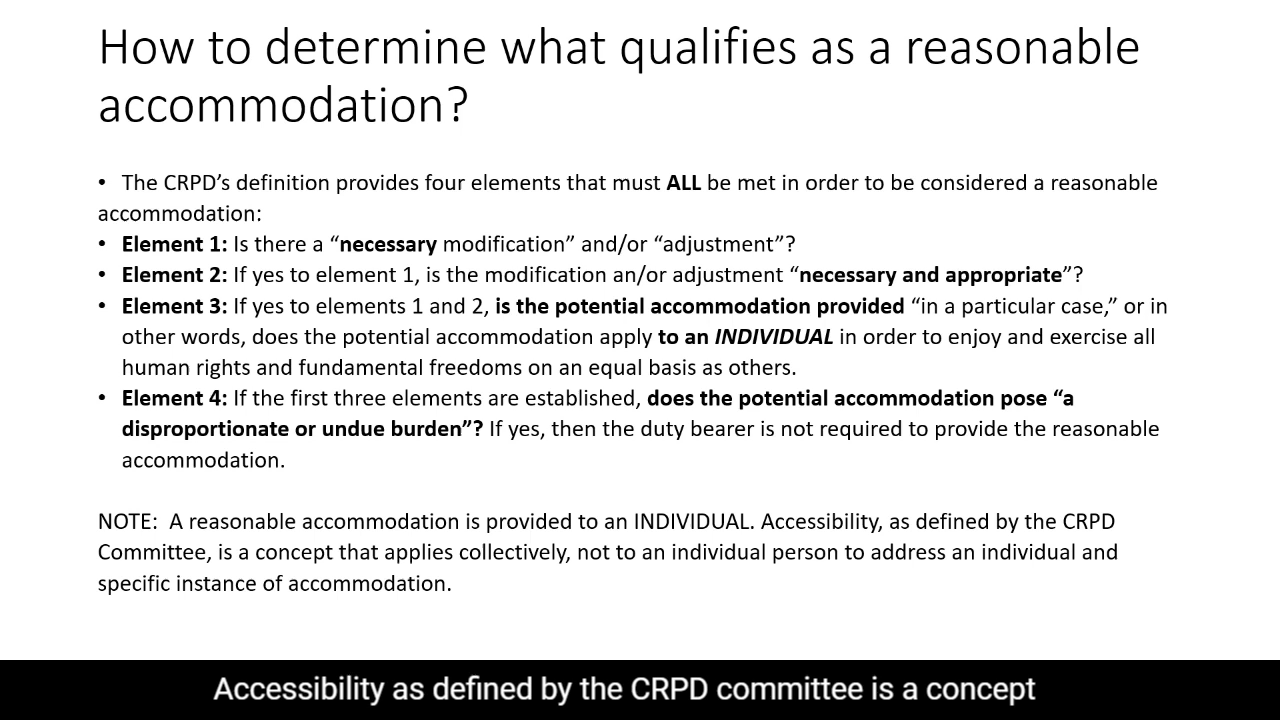 How to determine what qualifies as a reasonable
accommodation?
• The CRPD’s definition provides four elements that must ALL be met in order to be considered a reasonable
accommodation:
• Element 1: Is there a “necessary modification” and/or “adjustment”?
• Element 2: If yes to element 1, is the modification an/or adjustment “necessary and appropriate”?
• Element 3: If yes to elements 1 and 2, is the potential accommodation provided “in a particular case,” or in
other words, does the potential accommodation apply to an INDIVIDUAL in order to enjoy and exercise all
human rights and fundamental freedoms on an equal basis as others.
• Element 4: If the first three elements are established, does the potential accommodation pose “a
disproportionate or undue burden”? If yes, then the duty bearer is not required to provide the reasonable
accommodation.
NOTE:  A reasonable accommodation is provided to an INDIVIDUAL. Accessibility, as defined by the CRPD
Committee, is a concept that applies collectively, not to an individual person to address an individual and
specific instance of accommodation.
Accessibility as defined by the CRPD committee is a concept